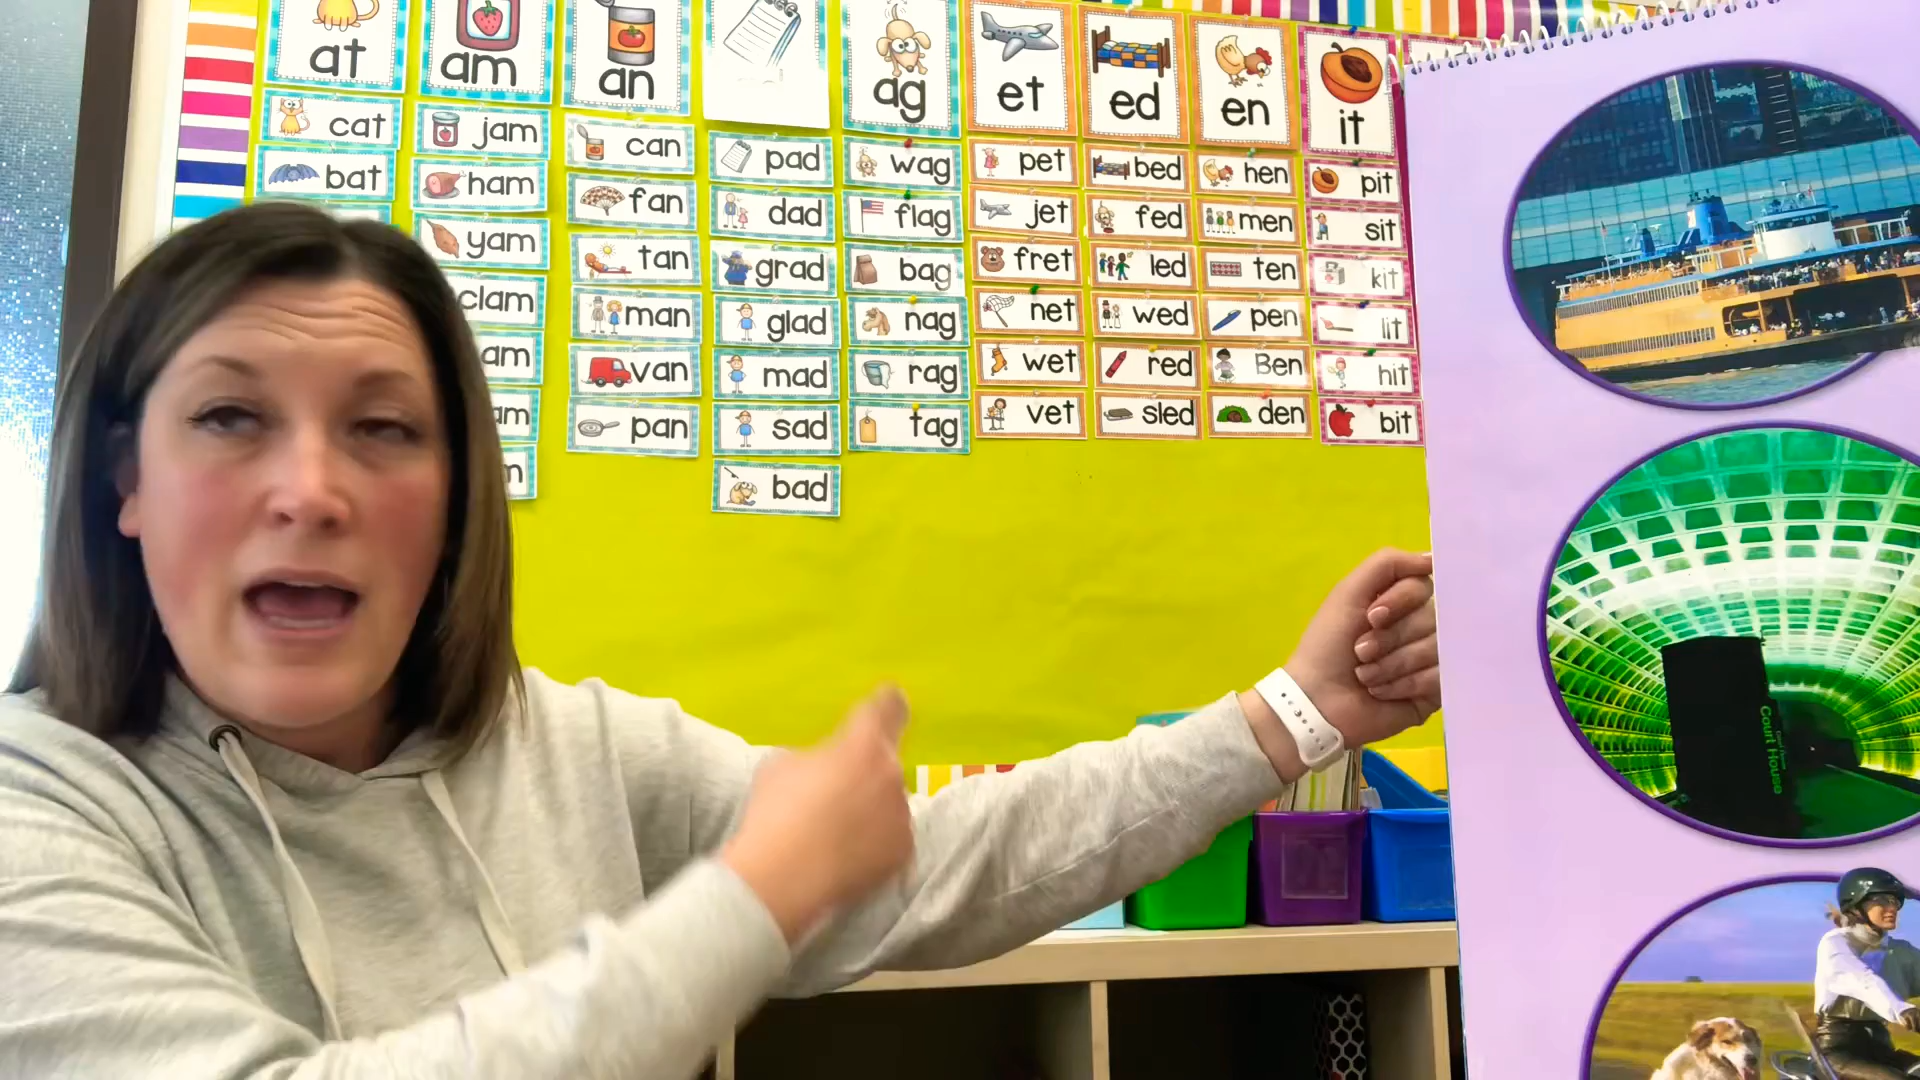 at
cat
bat
am
jam
ham
yam
clam
am
am
m
an
can
fan
tan
man
van
pan
pad
dad
grad
glad
mad
sad
bad
ag
wag
flag
bag
nag
rag
tag
et
pet
jet
fret
net
wet
vet
ed
bed
fed
led
wed
red
sled
en
hen
men
ten
pen
Ben
den
it
pit
sit
kit
lit
hit
bit
Court House